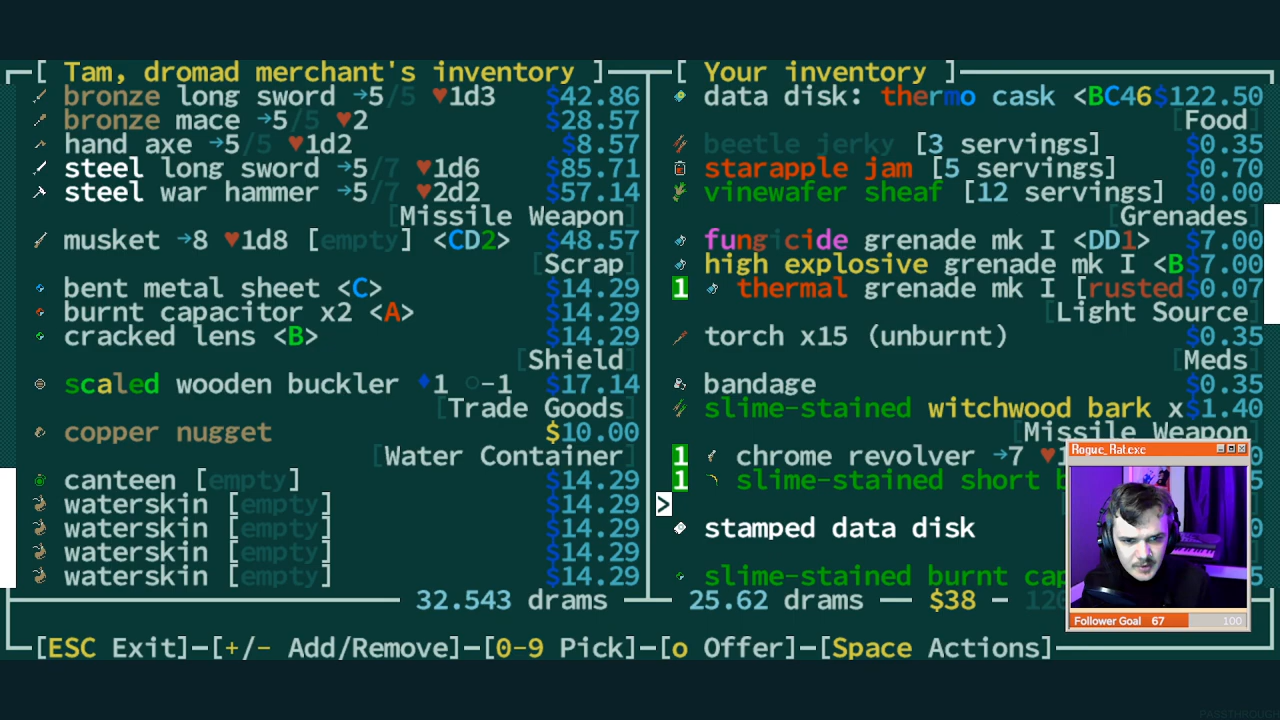 [ Tam, dromad merchant's inventory ]
bronze long sword →5/5 ♥1d3 $42.86
bronze mace →5/5 ♥2 $28.57
hand axe →5/5 ♥1d2 $8.57
steel long sword →5/7 ♥1d6 $85.71
steel war hammer →5/7 ♥2d2 $57.14
[Missile Weapon]
musket →8 ♥1d8 [empty] <CD2> $48.57
[Scrap]
bent metal sheet <C> $14.29
burnt capacitor x2 <A> $14.29
cracked lens <B> $14.29
[Shield]
scaled wooden buckler ♦1 ○-1 $17.14
[Trade Goods]
copper nugget $10.00
[Water Container]
canteen [empty] $14.29
waterskin [empty] $14.29
waterskin [empty] $14.29
waterskin [empty] $14.29
waterskin [empty] $14.29
32.543 drams
[ Your inventory ]
data disk: thermo cask <BC46$122.50
[Food]
beetle jerky [3 servings] $0.35
starapple jam [5 servings] $0.70
vinewafer sheaf [12 servings] $0.00
[Grenades]
fungicide grenade mk I <DD1> $7.00
high explosive grenade mk I <B$7.00
1 thermal grenade mk I [rusted$0.07
[Light Source]
torch x15 (unburnt) $0.35
[Meds]
bandage $0.35
slime-stained witchwood bark x$1.40
[Missile Weapon]
1 chrome revolver →7 ♥1
1 slime-stained short b
>
stamped data disk
slime-stained burnt cap
25.62 drams — $38 — 120
Rogue_Rat.exe
Follower Goal 67 100
[ESC Exit]—[+/- Add/Remove]—[0-9 Pick]—[o Offer]—[Space Actions]
PASSTHROUGH